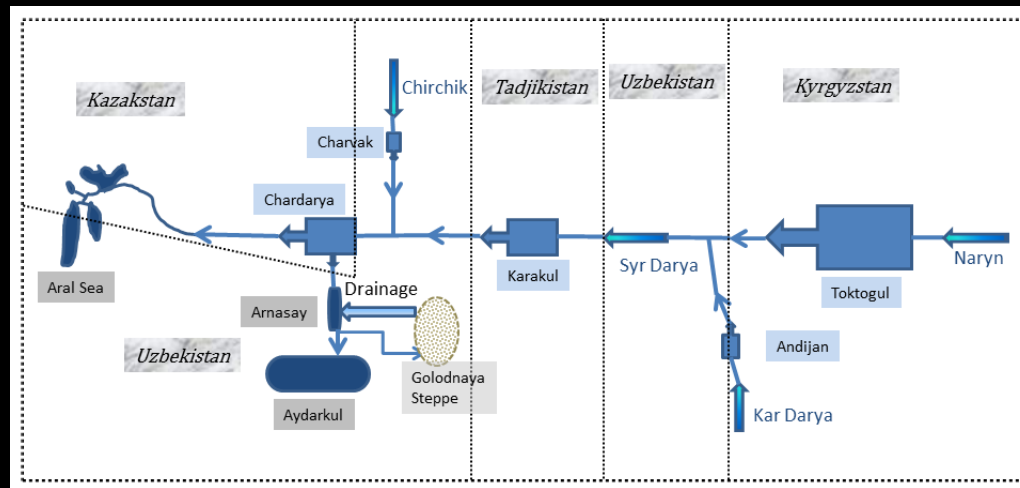 Kazakstan
Chirchik
Tadjikistan
Uzbekistan
Kyrgyzstan
Charvak
Chardarya
Aral Sea
Karakul
Syr Darya
Toktogul
Naryn
Arnasay
Drainage
Uzbekistan
Golodnaya
Steppe
Aydarkul
Andijan
Kar Darya